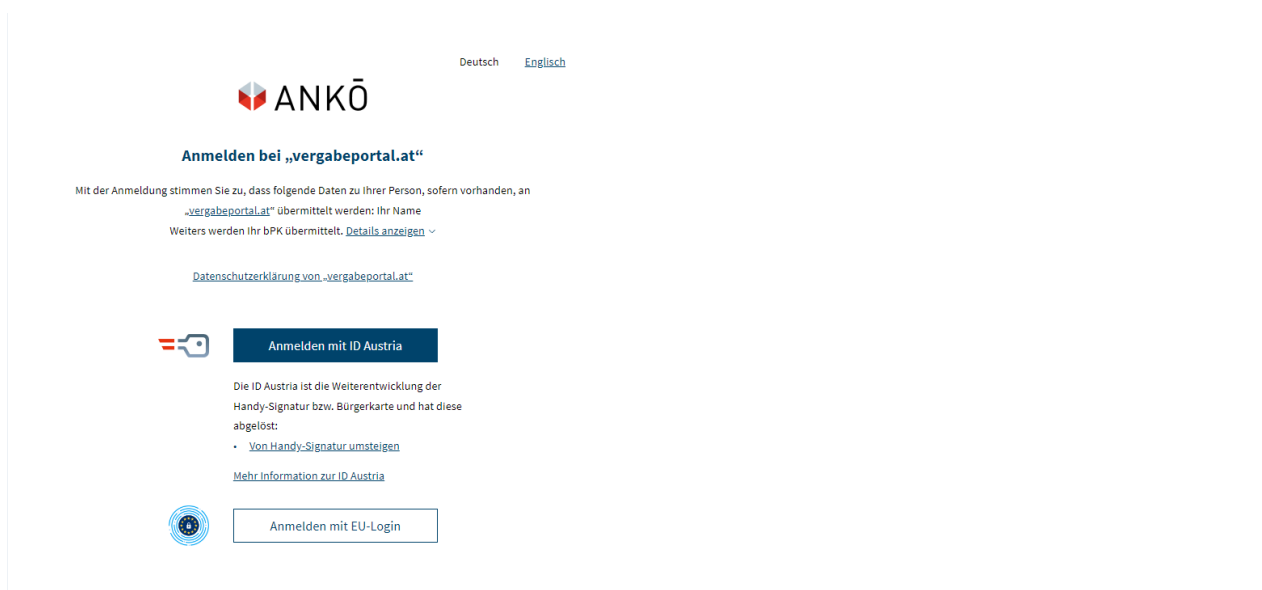 Deutsch Englisch
ANKÖ
Anmelden bei „vergabeportal.at“
Mit der Anmeldung stimmen Sie zu, dass folgende Daten zu Ihrer Person, sofern vorhanden, an
„vergabeportal.at“ übermittelt werden: Ihr Name
Weiters werden Ihr bPK übermittelt. Details anzeigen
Datenschutzerklärung von „vergabeportal.at“
Anmelden mit ID Austria
Die ID Austria ist die Weiterentwicklung der
Handy-Signatur bzw. Bürgerkarte und hat diese
abgelöst:
• Von Handy-Signatur umsteigen
Mehr Information zur ID Austria
Anmelden mit EU-Login